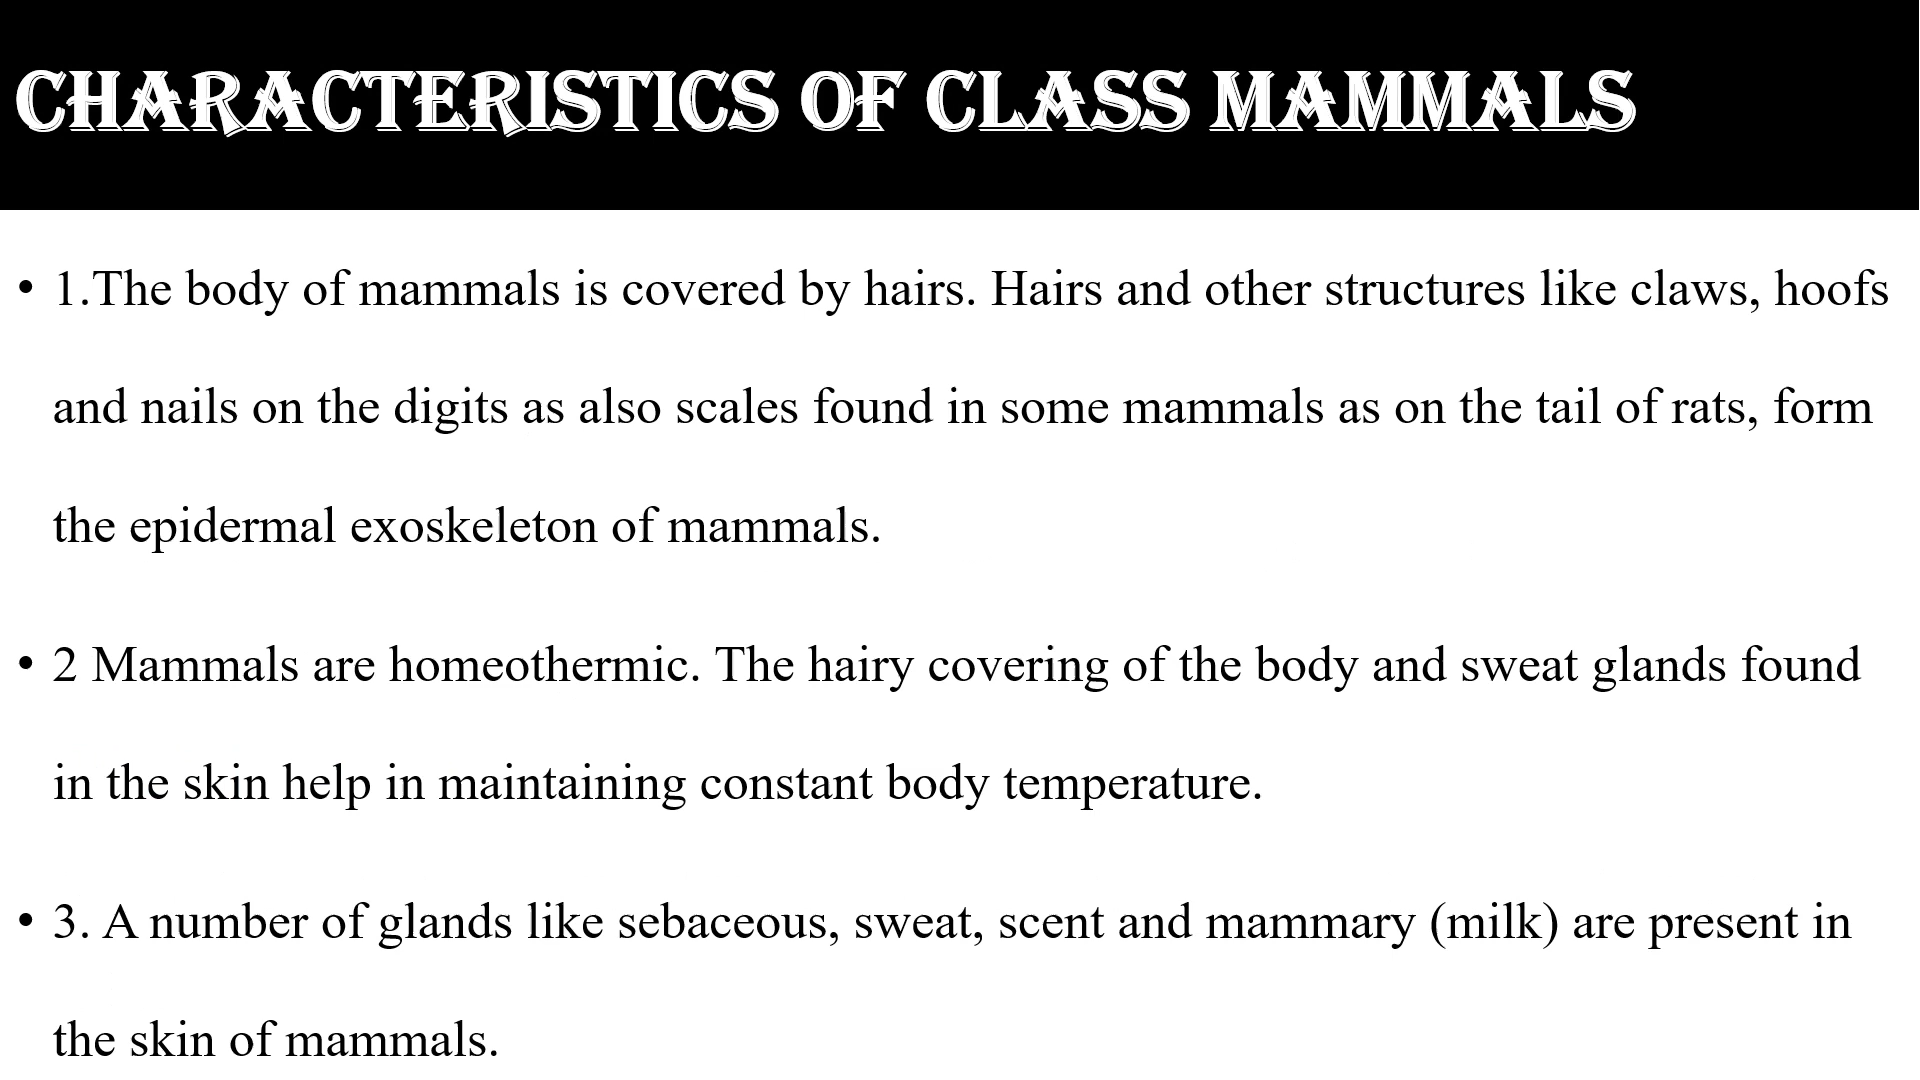 CHARACTERISTICS OF CLASS MAMMALS
• 1.The body of mammals is covered by hairs. Hairs and other structures like claws, hoofs
and nails on the digits as also scales found in some mammals as on the tail of rats, form
the epidermal exoskeleton of mammals.
• 2 Mammals are homeothermic. The hairy covering of the body and sweat glands found
in the skin help in maintaining constant body temperature.
• 3. A number of glands like sebaceous, sweat, scent and mammary (milk) are present in
the skin of mammals.